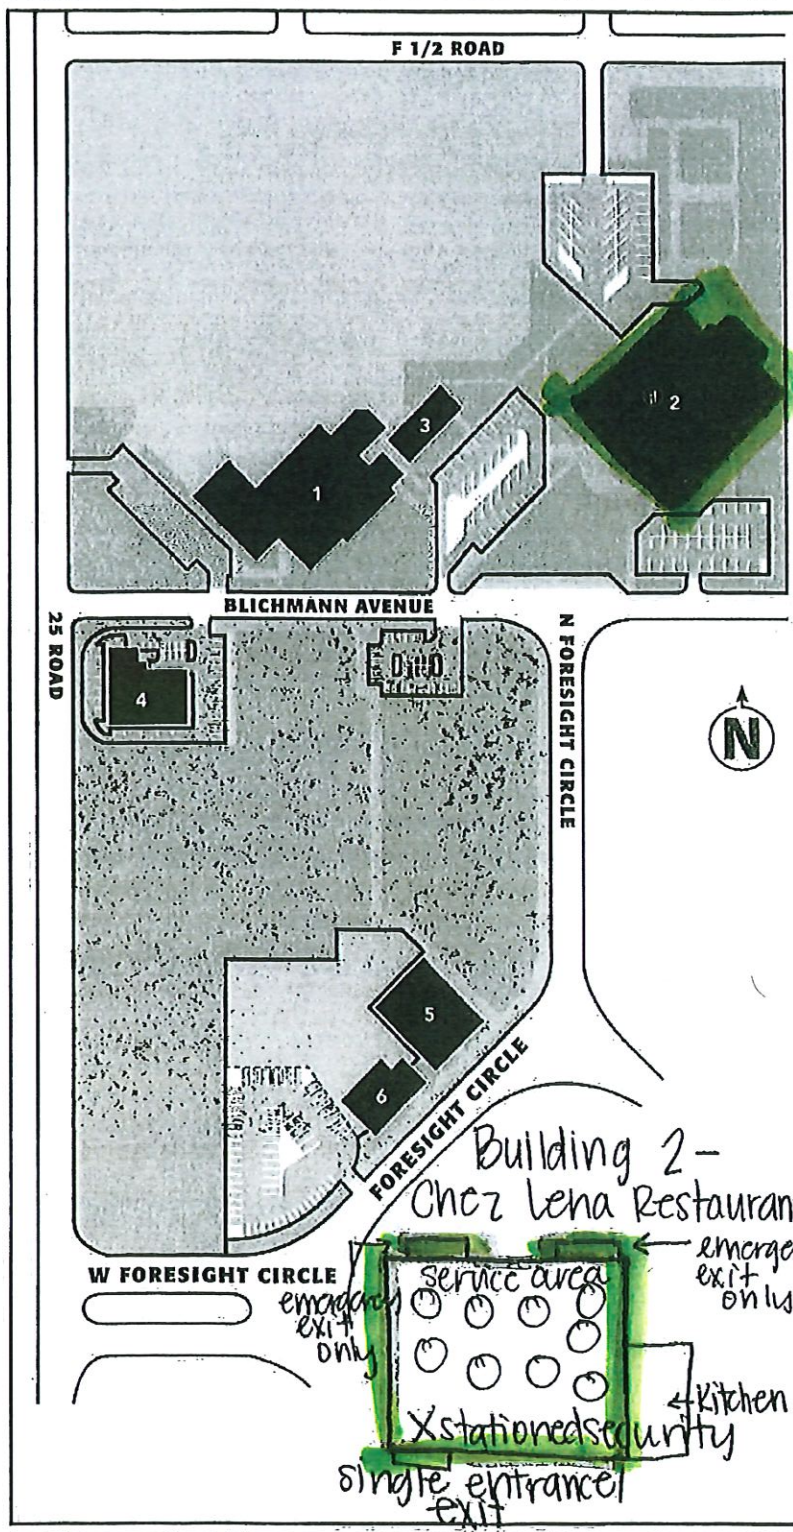 F 1/2 ROAD
2
3
1
BLICHMANN AVENUE
25 ROAD
N FORESIGHT CIRCLE
4
N
5
6
FORESIGHT CIRCLE
W FORESIGHT CIRCLE
Building 2 -
Chez Lena Restauran
emerge
exit
only
service area
emergency
exit
only
Kitchen
X stationed security
single entrance/
exit